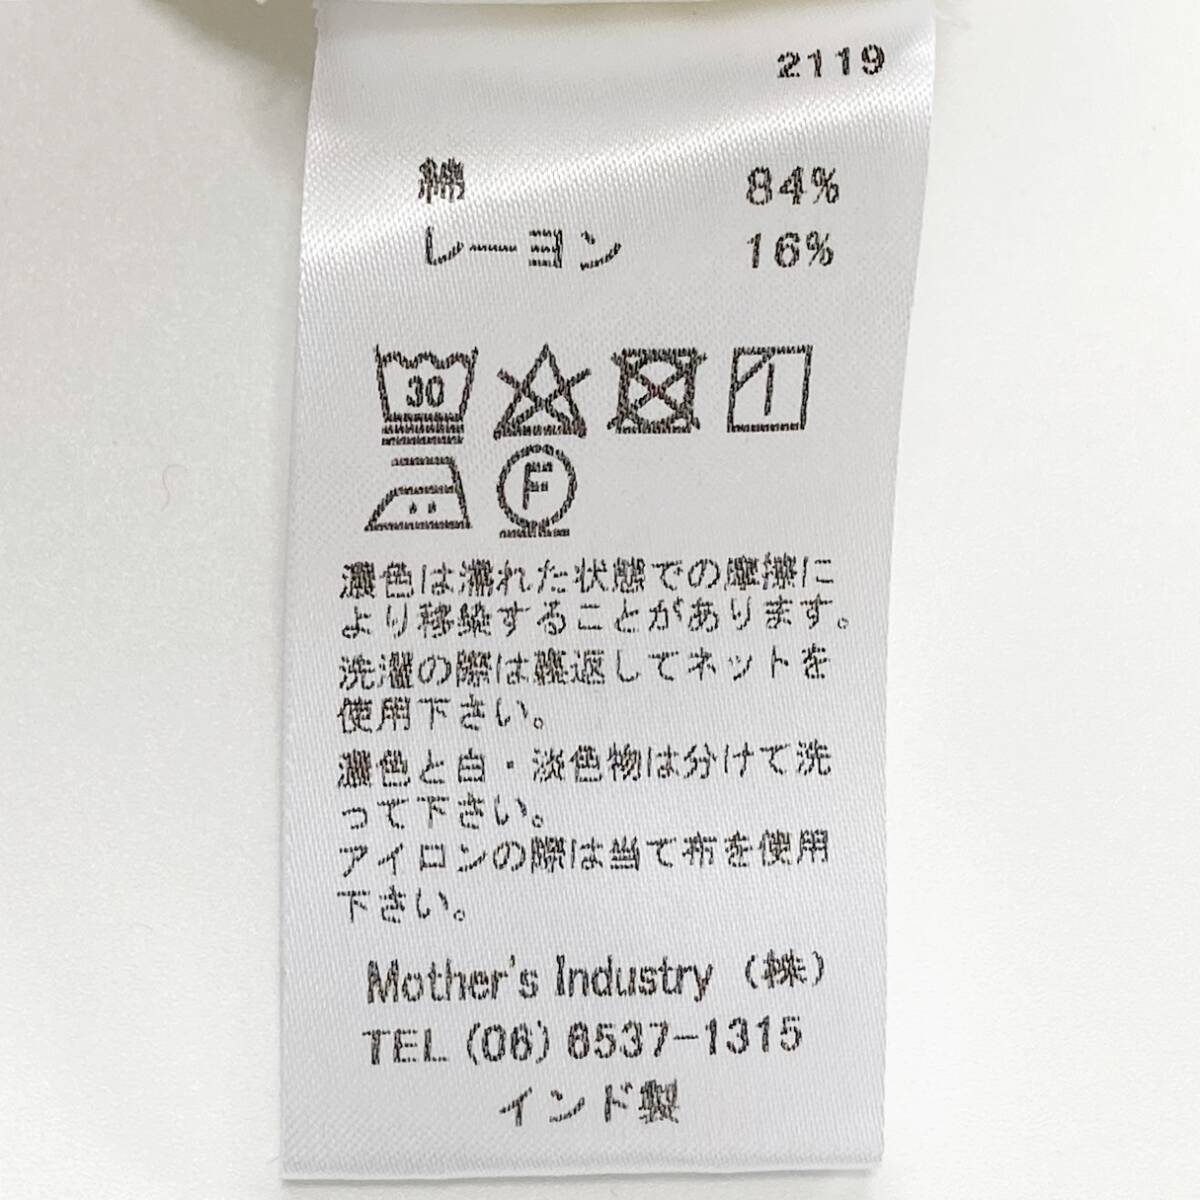 2119
綿 84%
レーヨン 16%
30
F
濃色は濡れた状態での摩擦に
より移染することがあります。
洗濯の際は裏返してネットを
使用下さい。
濃色と白・淡色物は分けて洗
って下さい。
アイロンの際は当て布を使用
下さい。
Mother's Industry (株)
TEL (06) 6537-1315
インド製